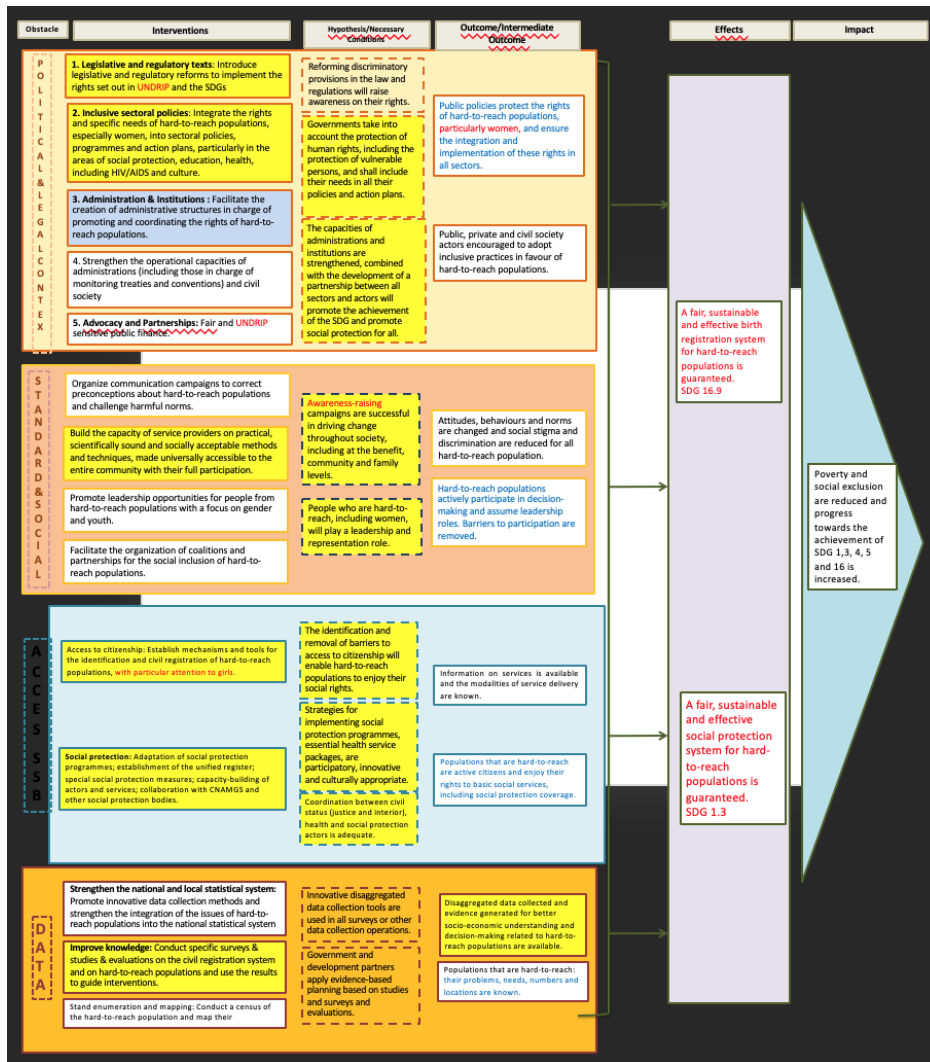 Obstacle
Interventions
Hypothesis/Necessary
Conditions
Outcome/Intermediate
Outcome
Effects
Impact
POLITICAL&LEGALCONTEX
1. Legislative and regulatory texts: Introduce
legislative and regulatory reforms to implement the
rights set out in UNDRIP and the SDGs
2. Inclusive sectoral policies: Integrate the rights
and specific needs of hard-to-reach populations,
especially women, into sectoral policies,
programmes and action plans, particularly in the
areas of social protection, education, health,
including HIV/AIDS and culture.
3. Administration & Institutions : Facilitate the
creation of administrative structures in charge of
promoting and coordinating the rights of hard-to-
reach populations.
4. Strengthen the operational capacities of
administrations (including those in charge of
monitoring treaties and conventions) and civil
society
5. Advocacy and Partnerships: Fair and UNDRIP
sensitive public finance.
Reforming discriminatory
provisions in the law and
regulations will raise
awareness on their rights.
Governments take into
account the protection of
human rights, including the
protection of vulnerable
persons, and shall include
their needs in all their
policies and action plans.
The capacities of
administrations and
institutions are
strengthened, combined
with the development of a
partnership between all
sectors and actors will
promote the achievement
of the SDG and promote
social protection for all.
Public policies protect the rights
of hard-to-reach populations,
particularly women, and ensure
the integration and
implementation of these rights in
all sectors.
Public, private and civil society
actors encouraged to adopt
inclusive practices in favour of
hard-to-reach populations.
STANDARD&SOCIAL
Organize communication campaigns to correct
preconceptions about hard-to-reach populations
and challenge harmful norms.
Build the capacity of service providers on practical,
scientifically sound and socially acceptable methods
and techniques, made universally accessible to the
entire community with their full participation.
Promote leadership opportunities for people from
hard-to-reach populations with a focus on gender
and youth.
Facilitate the organization of coalitions and
partnerships for the social inclusion of hard-to-
reach populations.
Awareness-raising
campaigns are successful
in driving change
throughout society,
including at the benefit,
community and family
levels.
People who are hard-to-
reach, including women,
will play a leadership and
representation role.
Attitudes, behaviours and norms
are changed and social stigma and
discrimination are reduced for all
hard-to-reach population.
Hard-to-reach populations
actively participate in decision-
making and assume leadership
roles. Barriers to participation are
removed.
ACCES SSB
Access to citizenship: Establish mechanisms and tools for
the identification and civil registration of hard-to-reach
populations, with particular attention to girls.
Social protection: Adaptation of social protection
programmes; establishment of the unified register;
special social protection measures; capacity-building of
actors and services; collaboration with CNAMGS and
other social protection bodies.
The identification and
removal of barriers to
access to citizenship will
enable hard-to-reach
populations to enjoy their
social rights.
Strategies for
implementing social
protection programmes,
essential health service
packages, are
participatory, innovative
and culturally appropriate.
Coordination between civil
status (justice and interior),
health and social protection
actors is adequate.
Information on services is available
and the modalities of service delivery
are known.
Populations that are hard-to-reach
are active citizens and enjoy their
rights to basic social services,
including social protection coverage.
DATA
Strengthen the national and local statistical system:
Promote innovative data collection methods and
strengthen the integration of the issues of hard-to-
reach populations into the national statistical system
Improve knowledge: Conduct specific surveys &
studies & evaluations on the civil registration system
and on hard-to-reach populations and use the results
to guide interventions.
Stand enumeration and mapping: Conduct a census of
the hard-to-reach population and map their
Innovative disaggregated
data collection tools are
used in all surveys or other
data collection operations.
Government and
development partners
apply evidence-based
planning based on studies
and surveys and
evaluations.
Disaggregated data collected and
evidence generated for better
socio-economic understanding and
decision-making related to hard-to-
reach populations are available.
Populations that are hard-to-reach:
their problems, needs, numbers and
locations are known.
A fair, sustainable
and effective birth
registration system
for hard-to-reach
populations is
guaranteed.
SDG 16.9
A fair, sustainable
and effective
social protection
system for hard-
to-reach
populations is
guaranteed.
SDG 1.3
Poverty and
social exclusion
are reduced and
progress
towards the
achievement of
SDG 1,3, 4, 5
and 16 is
increased.